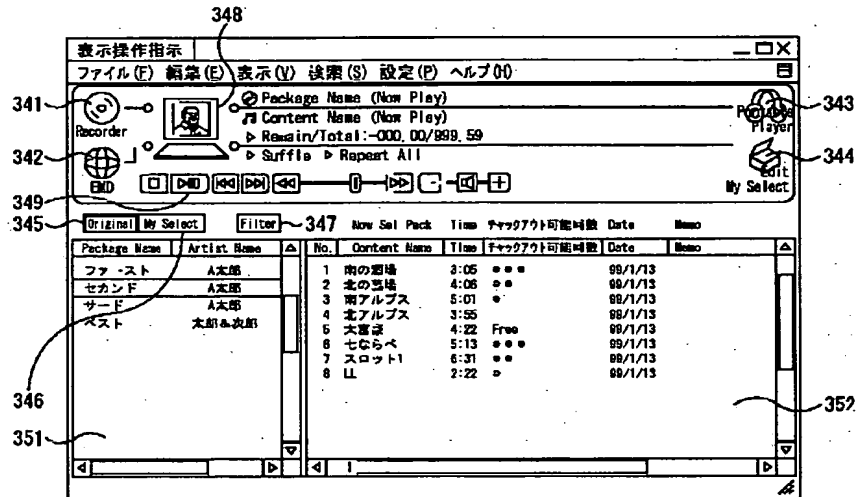 348
表示操作指示
ファイル(F) 編集(E) 表示(V) 検索(S) 設定(P) ヘルプ(H)
341
Recorder
342
EMD
Package Name (Now Play)
Content Name (Now Play)
Remain/Total:-000.00/999.59
Suffle Repeat All
343
Player
344
Edit
My Select
349
345
Original My Select Filter
347
Now Sel Pack Time チェックアウト可能回数 Date Memo
Package Name Artist Name
ファースト A太郎
セカンド A太郎
サード A太郎
ベスト 太郎&次郎
No. Content Name Time チェックアウト可能回数 Date Memo
1 南の酒場 3:05 99/1/13
2 北の 4:06 99/1/13
3 南アルプス 5:01 99/1/13
4 北アルプス 3:55 99/1/13
5 4:22 Free 99/1/13
6 七ならべ 5:13 99/1/13
7 スロット1 6:31 99/1/13
8 LL 2:22 99/1/13
346
351
352